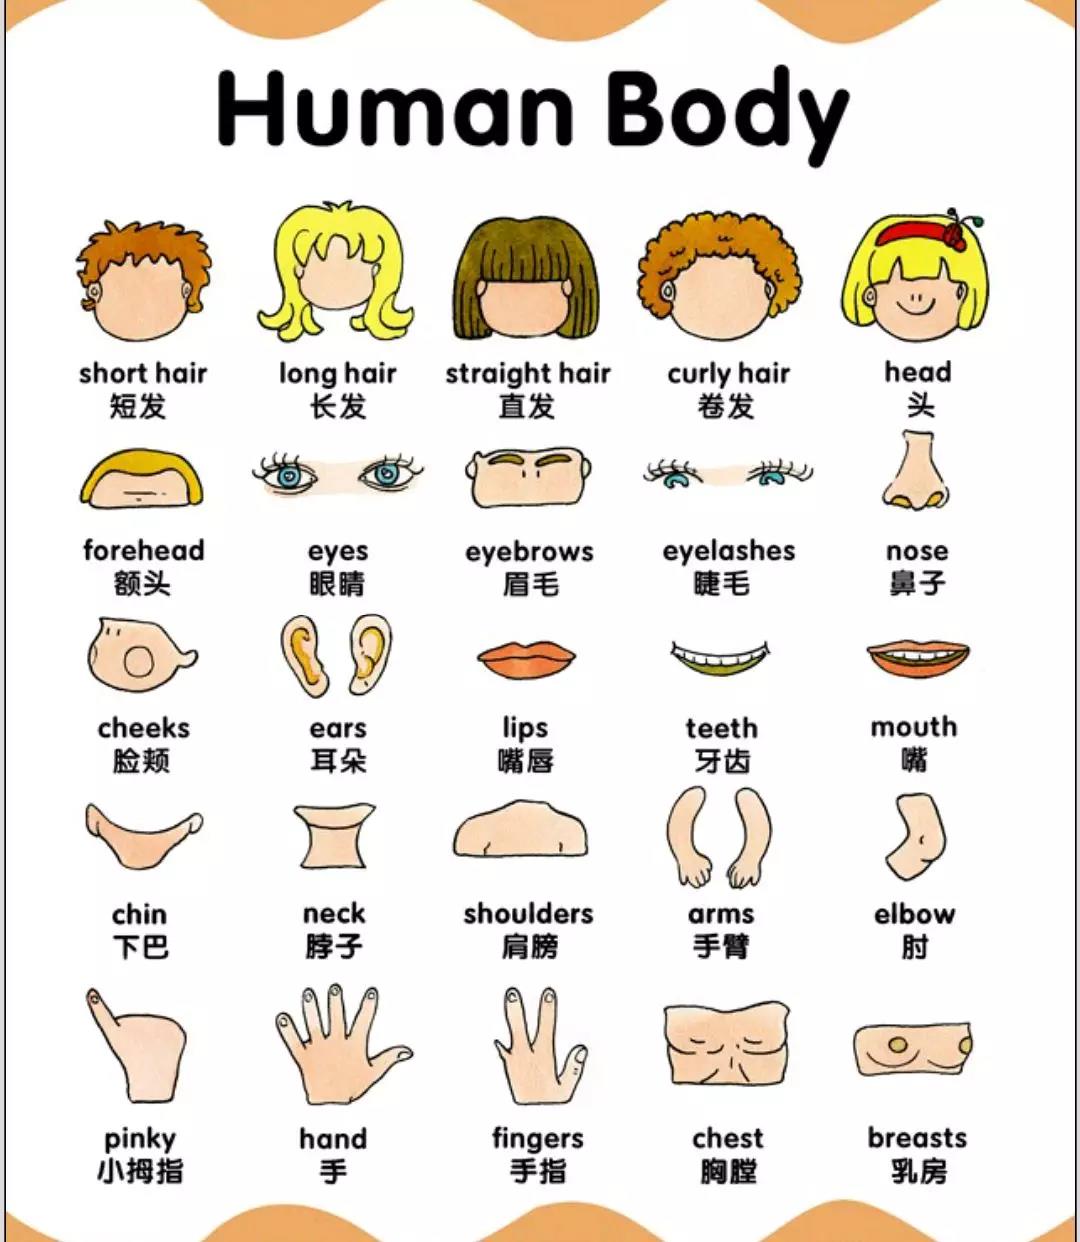 Human Body
short hair long hair straight hair curly hair head
短发 长发 直发 卷发 头
forehead eyes eyebrows eyelashes nose
额头 眼睛 眉毛 睫毛 鼻子
cheeks ears lips teeth mouth
脸颊 耳朵 嘴唇 牙齿 嘴
chin neck shoulders arms elbow
下巴 脖子 肩膀 手臂 肘
pinky hand fingers chest breasts
小拇指 手 手指 胸膛 乳房